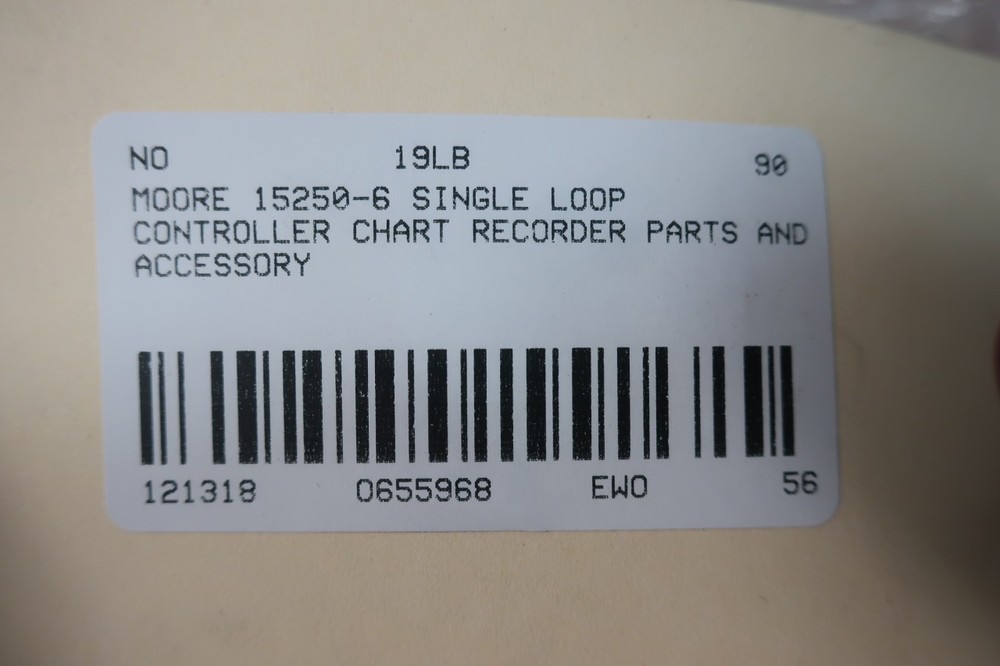 NO 19LB 90
MOORE 15250-6 SINGLE LOOP
CONTROLLER CHART RECORDER PARTS AND
ACCESSORY
121318 0655968 EWO 56